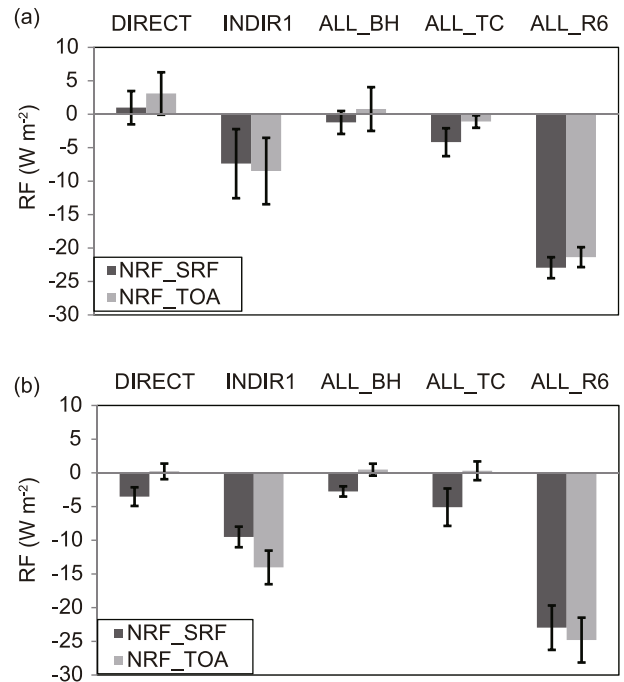 (a)
DIRECT INDIR1 ALL_BH ALL_TC ALL_R6
10
5
0
-5
-10
-15
-20
-25
-30
RF (W m⁻²)
NRF_SRF
NRF_TOA
(b)
DIRECT INDIR1 ALL_BH ALL_TC ALL_R6
10
5
0
-5
-10
-15
-20
-25
-30
RF (W m⁻²)
NRF_SRF
NRF_TOA